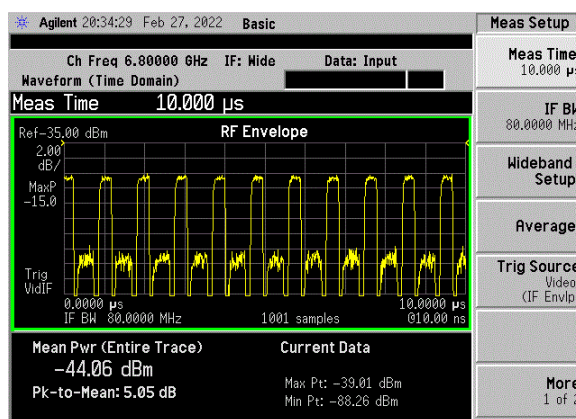 Agilent 20:34:29 Feb 27, 2022 Basic
Meas Setup
Ch Freq 6.80000 GHz IF: Wide Data: Input
Waveform (Time Domain)
Meas Time 10.000 µs
Ref-35.00 dBm RF Envelope
2.00
dB/
MaxP
-15.0
Trig
VidIF
0.0000 µs 10.0000 µs
IF BW 80.0000 MHz 1001 samples @10.00 ns
Mean Pwr (Entire Trace) Current Data
-44.06 dBm
Pk-to-Mean: 5.05 dB
Max Pt: -39.01 dBm
Min Pt: -88.26 dBm
Meas Time
10.000 µs
IF BW
80.0000 MHz
Wideband
Setup
Average
Trig Source
Video
(IF Envlp
More
1 of